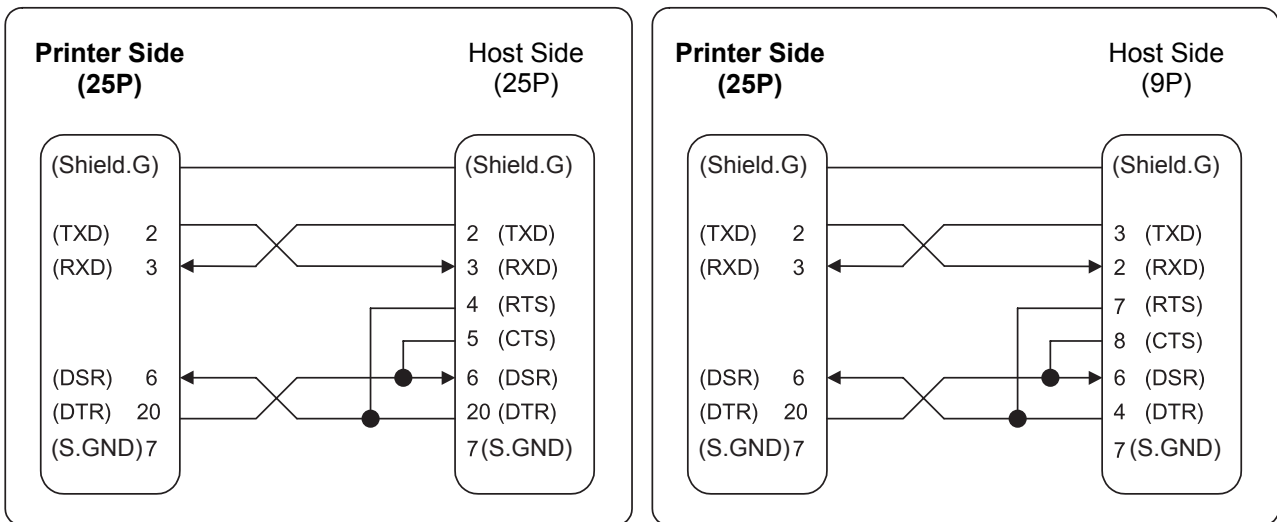 Printer Side
(25P)
Host Side
(25P)
(Shield.G)
(Shield.G)
(TXD) 2
2 (TXD)
(RXD) 3
3 (RXD)
4 (RTS)
5 (CTS)
(DSR) 6
6 (DSR)
(DTR) 20
20 (DTR)
(S.GND)7
7(S.GND)
Printer Side
(25P)
Host Side
(9P)
(Shield.G)
(Shield.G)
(TXD) 2
3 (TXD)
(RXD) 3
2 (RXD)
7 (RTS)
8 (CTS)
(DSR) 6
6 (DSR)
(DTR) 20
4 (DTR)
(S.GND)7
7 (S.GND)